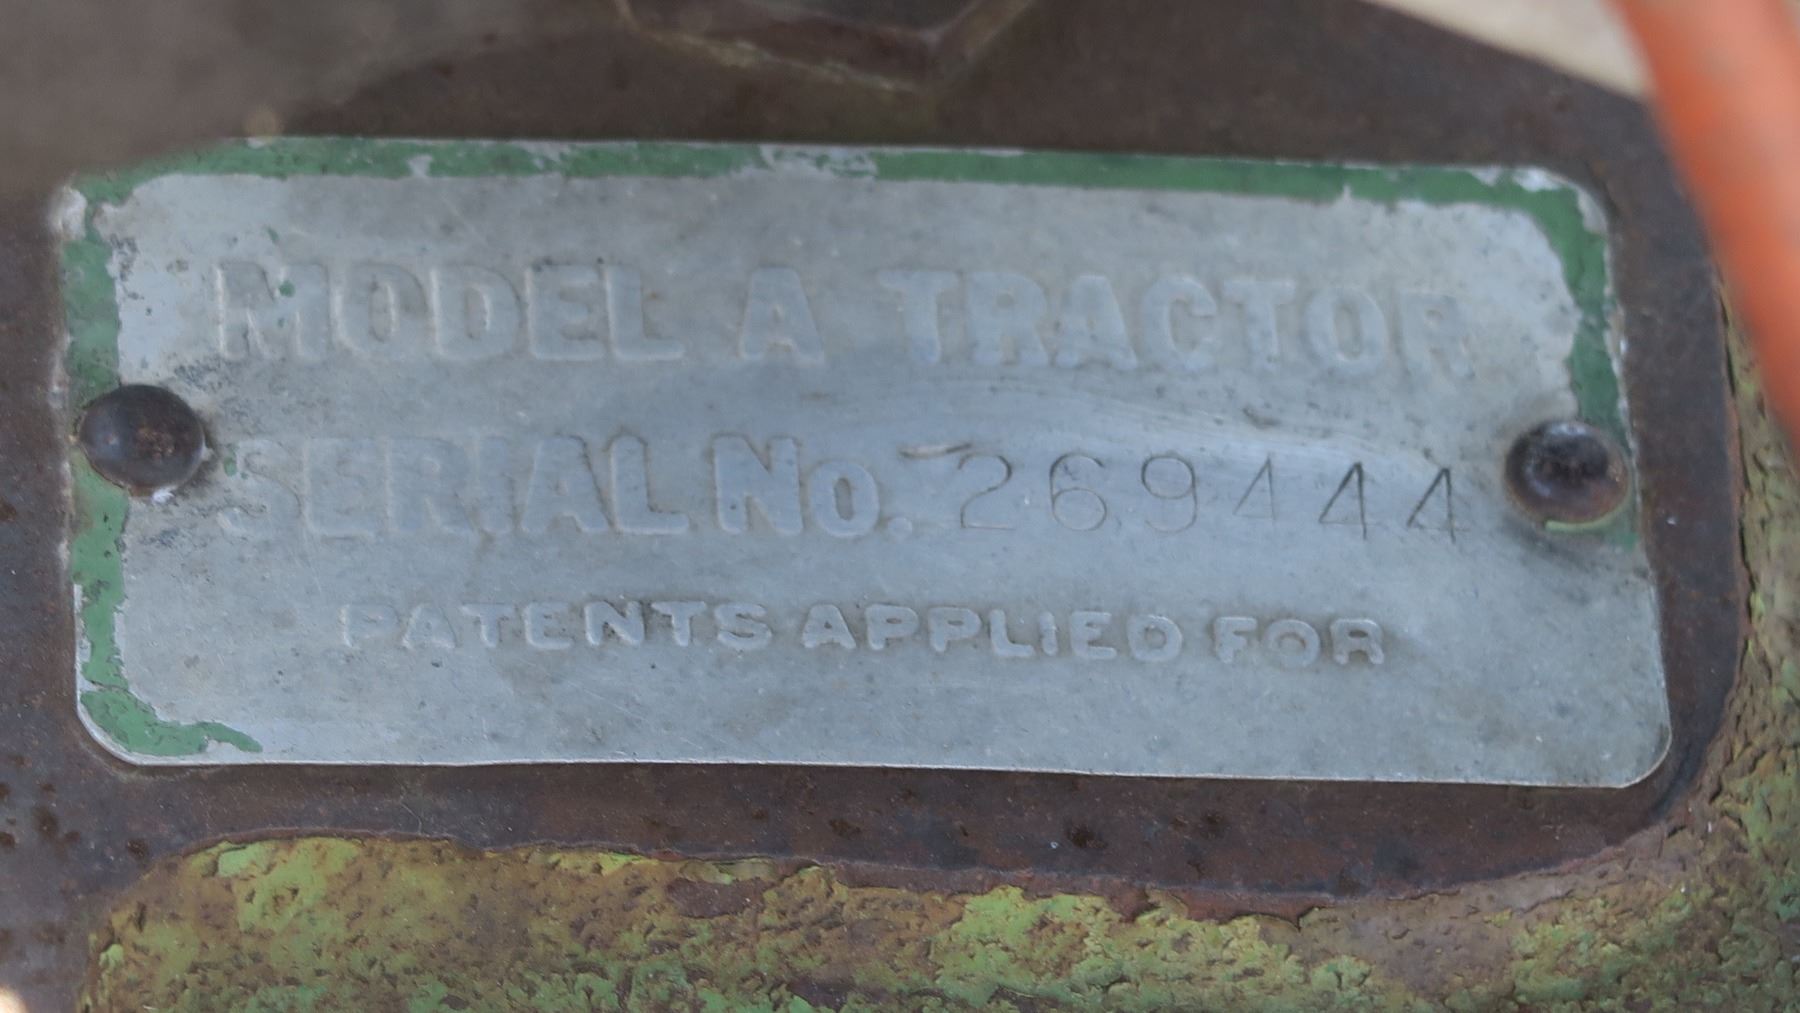 MODEL A TRACTOR
SERIAL No. 269444
PATENTS APPLIED FOR